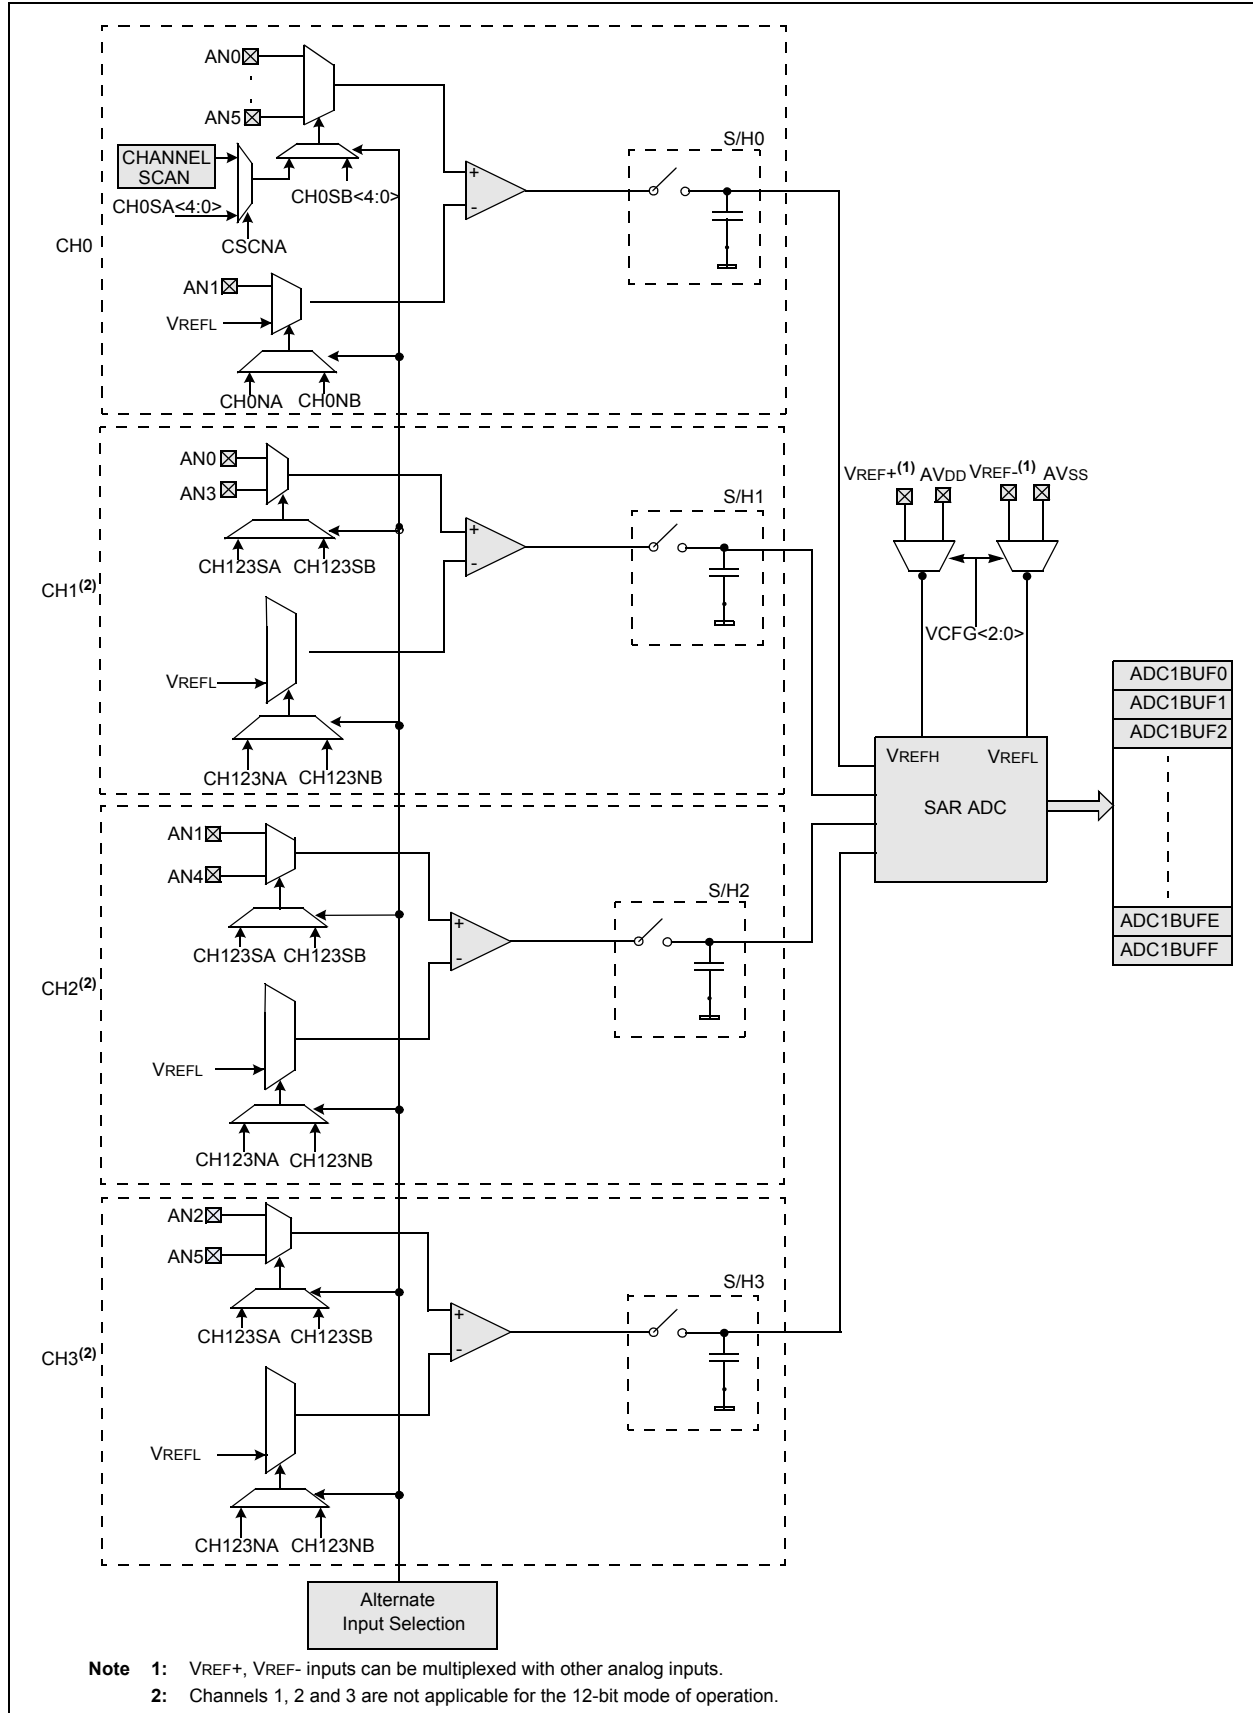 AN0
AN5
CHANNEL
SCAN
CH0SA<4:0>
CH0SB<4:0>
CSCNA
CH0
+
-
S/H0
AN1
VREFL
CH0NA CH0NB
AN0
AN3
CH123SA CH123SB
CH1(2)
+
-
S/H1
VREFL
CH123NA CH123NB
VREF+(1) AVDD VREF-(1) AVSS
VCFG<2:0>
VREFH VREFL
SAR ADC
ADC1BUF0
ADC1BUF1
ADC1BUF2
ADC1BUFE
ADC1BUFF
AN1
AN4
CH123SA CH123SB
CH2(2)
+
-
S/H2
VREFL
CH123NA CH123NB
AN2
AN5
CH123SA CH123SB
CH3(2)
+
-
S/H3
VREFL
CH123NA CH123NB
Alternate
Input Selection
Note 1: VREF+, VREF- inputs can be multiplexed with other analog inputs.
2: Channels 1, 2 and 3 are not applicable for the 12-bit mode of operation.